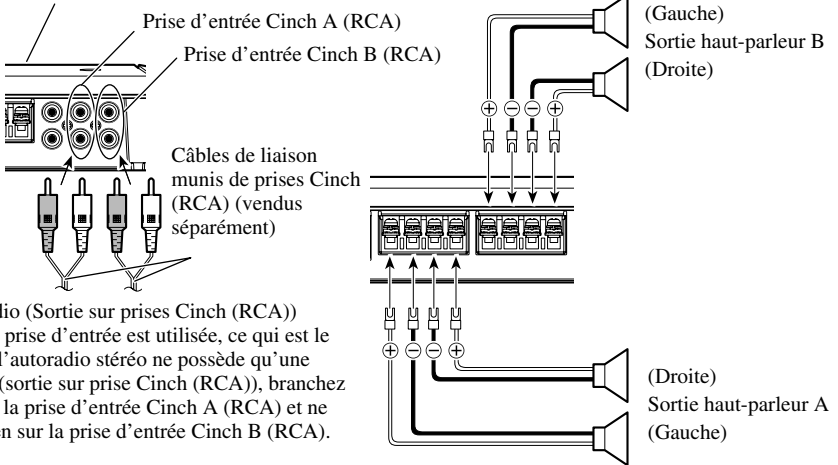 Prise d'entrée Cinch A (RCA)
Prise d'entrée Cinch B (RCA)
Câbles de liaison
munis de prises Cinch
(RCA) (vendus
séparément)
dio (Sortie sur prises Cinch (RCA))
prise d'entrée est utilisée, ce qui est le
l'autoradio stéréo ne possède qu'une
(sortie sur prise Cinch (RCA)), branchez
la prise d'entrée Cinch A (RCA) et ne
en sur la prise d'entrée Cinch B (RCA).
(Gauche)
Sortie haut-parleur B
(Droite)
+ − − +
+ − − +
(Droite)
Sortie haut-parleur A
(Gauche)